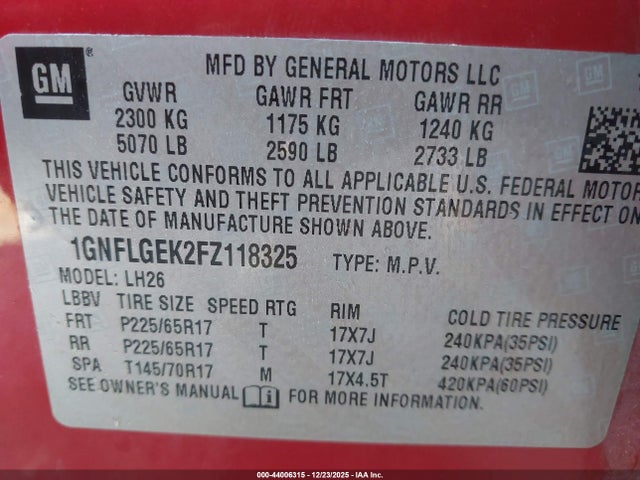 GM®
MFD BY GENERAL MOTORS LLC
GVWR GAWR FRT GAWR RR
2300 KG 1175 KG 1240 KG
5070 LB 2590 LB 2733 LB
THIS VEHICLE CONFORMS TO ALL APPLICABLE U.S. FEDERAL MOTOR
VEHICLE SAFETY AND THEFT PREVENTION STANDARDS IN EFFECT ON
THE DATE OF MANUFACTURE SHOWN ABOVE.
1GNFLGEK2FZ118325 TYPE: M.P.V.
MODEL: LH26
LBBV TIRE SIZE SPEED RTG RIM COLD TIRE PRESSURE
FRT P225/65R17 T 17X7J 240KPA(35PSI)
RR P225/65R17 T 17X7J 240KPA(35PSI)
SPA T145/70R17 M 17X4.5T 420KPA(60PSI)
SEE OWNER'S MANUAL FOR MORE INFORMATION.
000-44006315 - 12/23/2025 - IAA Inc.